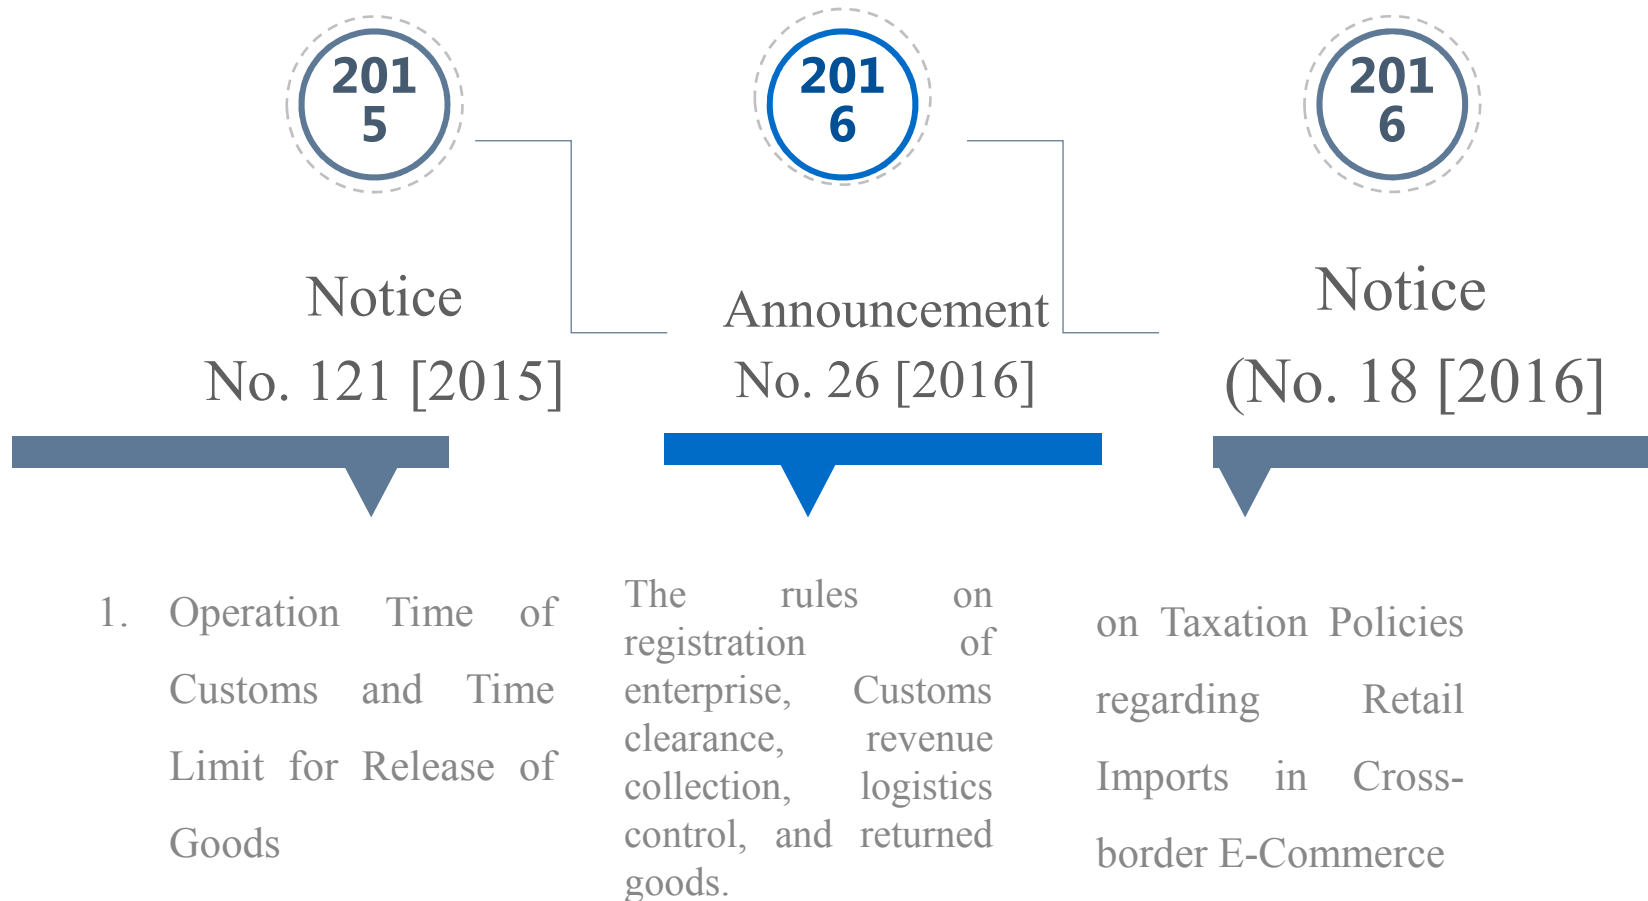 201
5
Notice
No. 121 [2015]
1. Operation Time of
Customs and Time
Limit for Release of
Goods
201
6
Announcement
No. 26 [2016]
The rules on
registration of
enterprise, Customs
clearance, revenue
collection, logistics
control, and returned
goods.
201
6
Notice
(No. 18 [2016]
on Taxation Policies
regarding Retail
Imports in Cross-
border E-Commerce